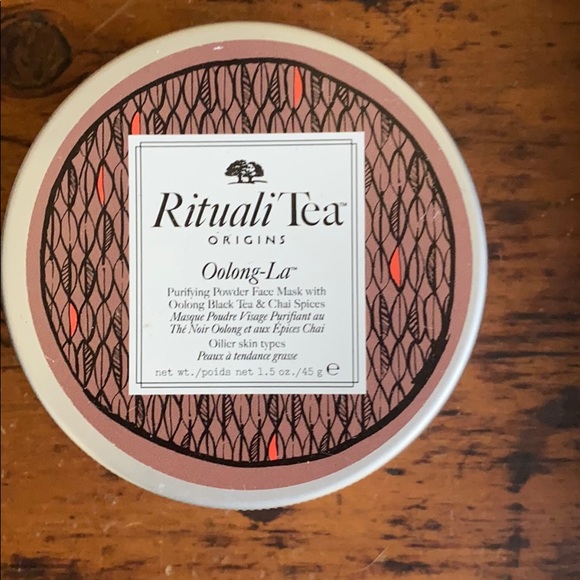 RitualiTea™
ORIGINS
Oolong-La™
Purifying Powder Face Mask with
Oolong Black Tea & Chai Spices
Masque Poudre Visage Purifiant au
Thé Noir Oolong et aux Épices Chai
Oilier skin types
Peaux à tendance grasse
net wt./poids net 1.5 oz./45 g ℮